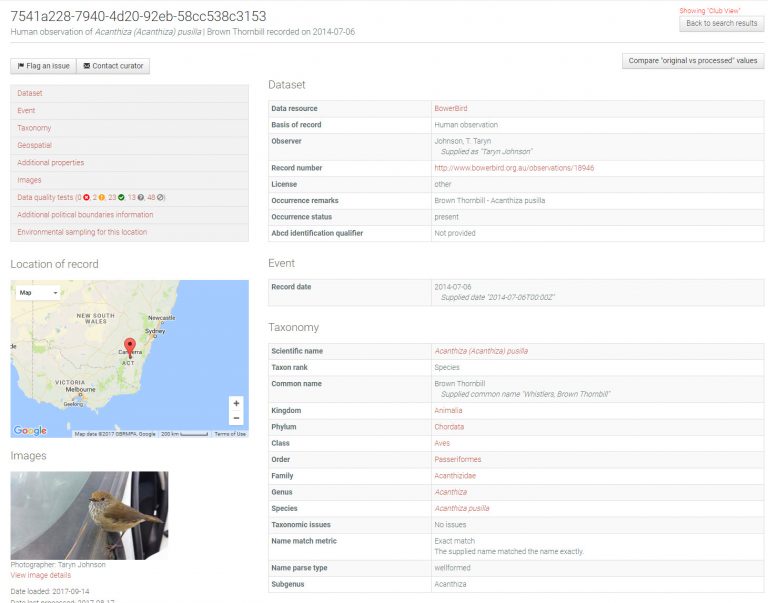 7541a228-7940-4d20-92eb-58cc538c3153
Human observation of Acanthiza (Acanthiza) pusilla | Brown Thornbill recorded on 2014-07-06
Showing "Club View"
Back to search results
Flag an issue
Contact curator
Compare "original vs processed" values
Dataset
Event
Taxonomy
Geospatial
Additional properties
Images
Data quality tests (0 , 2 , 23 , 13 , 48 )
Additional political boundaries information
Environmental sampling for this location
Location of record
Map
NEW SOUTH
WALES
Newcastle
Sydney
Canberra
ACT
VICTORIA
Melbourne
Geelong
de
+
−
Google
Map data ©2017 GBRMPA, Google
200 km
Terms of Use
Images
Photographer: Taryn Johnson
View image details
Date loaded: 2017-09-14
Date last processed: 2017-08-17
Dataset
Data resource BowerBird
Basis of record Human observation
Observer Johnson, T. Taryn
Supplied as "Taryn Johnson"
Record number http://www.bowerbird.org.au/observations/18946
License other
Occurrence remarks Brown Thornbill - Acanthiza pusilla
Occurrence status present
Abcd identification qualifier Not provided
Event
Record date 2014-07-06
Supplied date "2014-07-06T00:00Z"
Taxonomy
Scientific name Acanthiza (Acanthiza) pusilla
Taxon rank Species
Common name Brown Thornbill
Supplied common name "Whistlers, Brown Thornbill"
Kingdom Animalia
Phylum Chordata
Class Aves
Order Passeriformes
Family Acanthizidae
Genus Acanthiza
Species Acanthiza pusilla
Taxonomic issues No issues
Name match metric Exact match
The supplied name matched the name exactly.
Name parse type wellformed
Subgenus Acanthiza